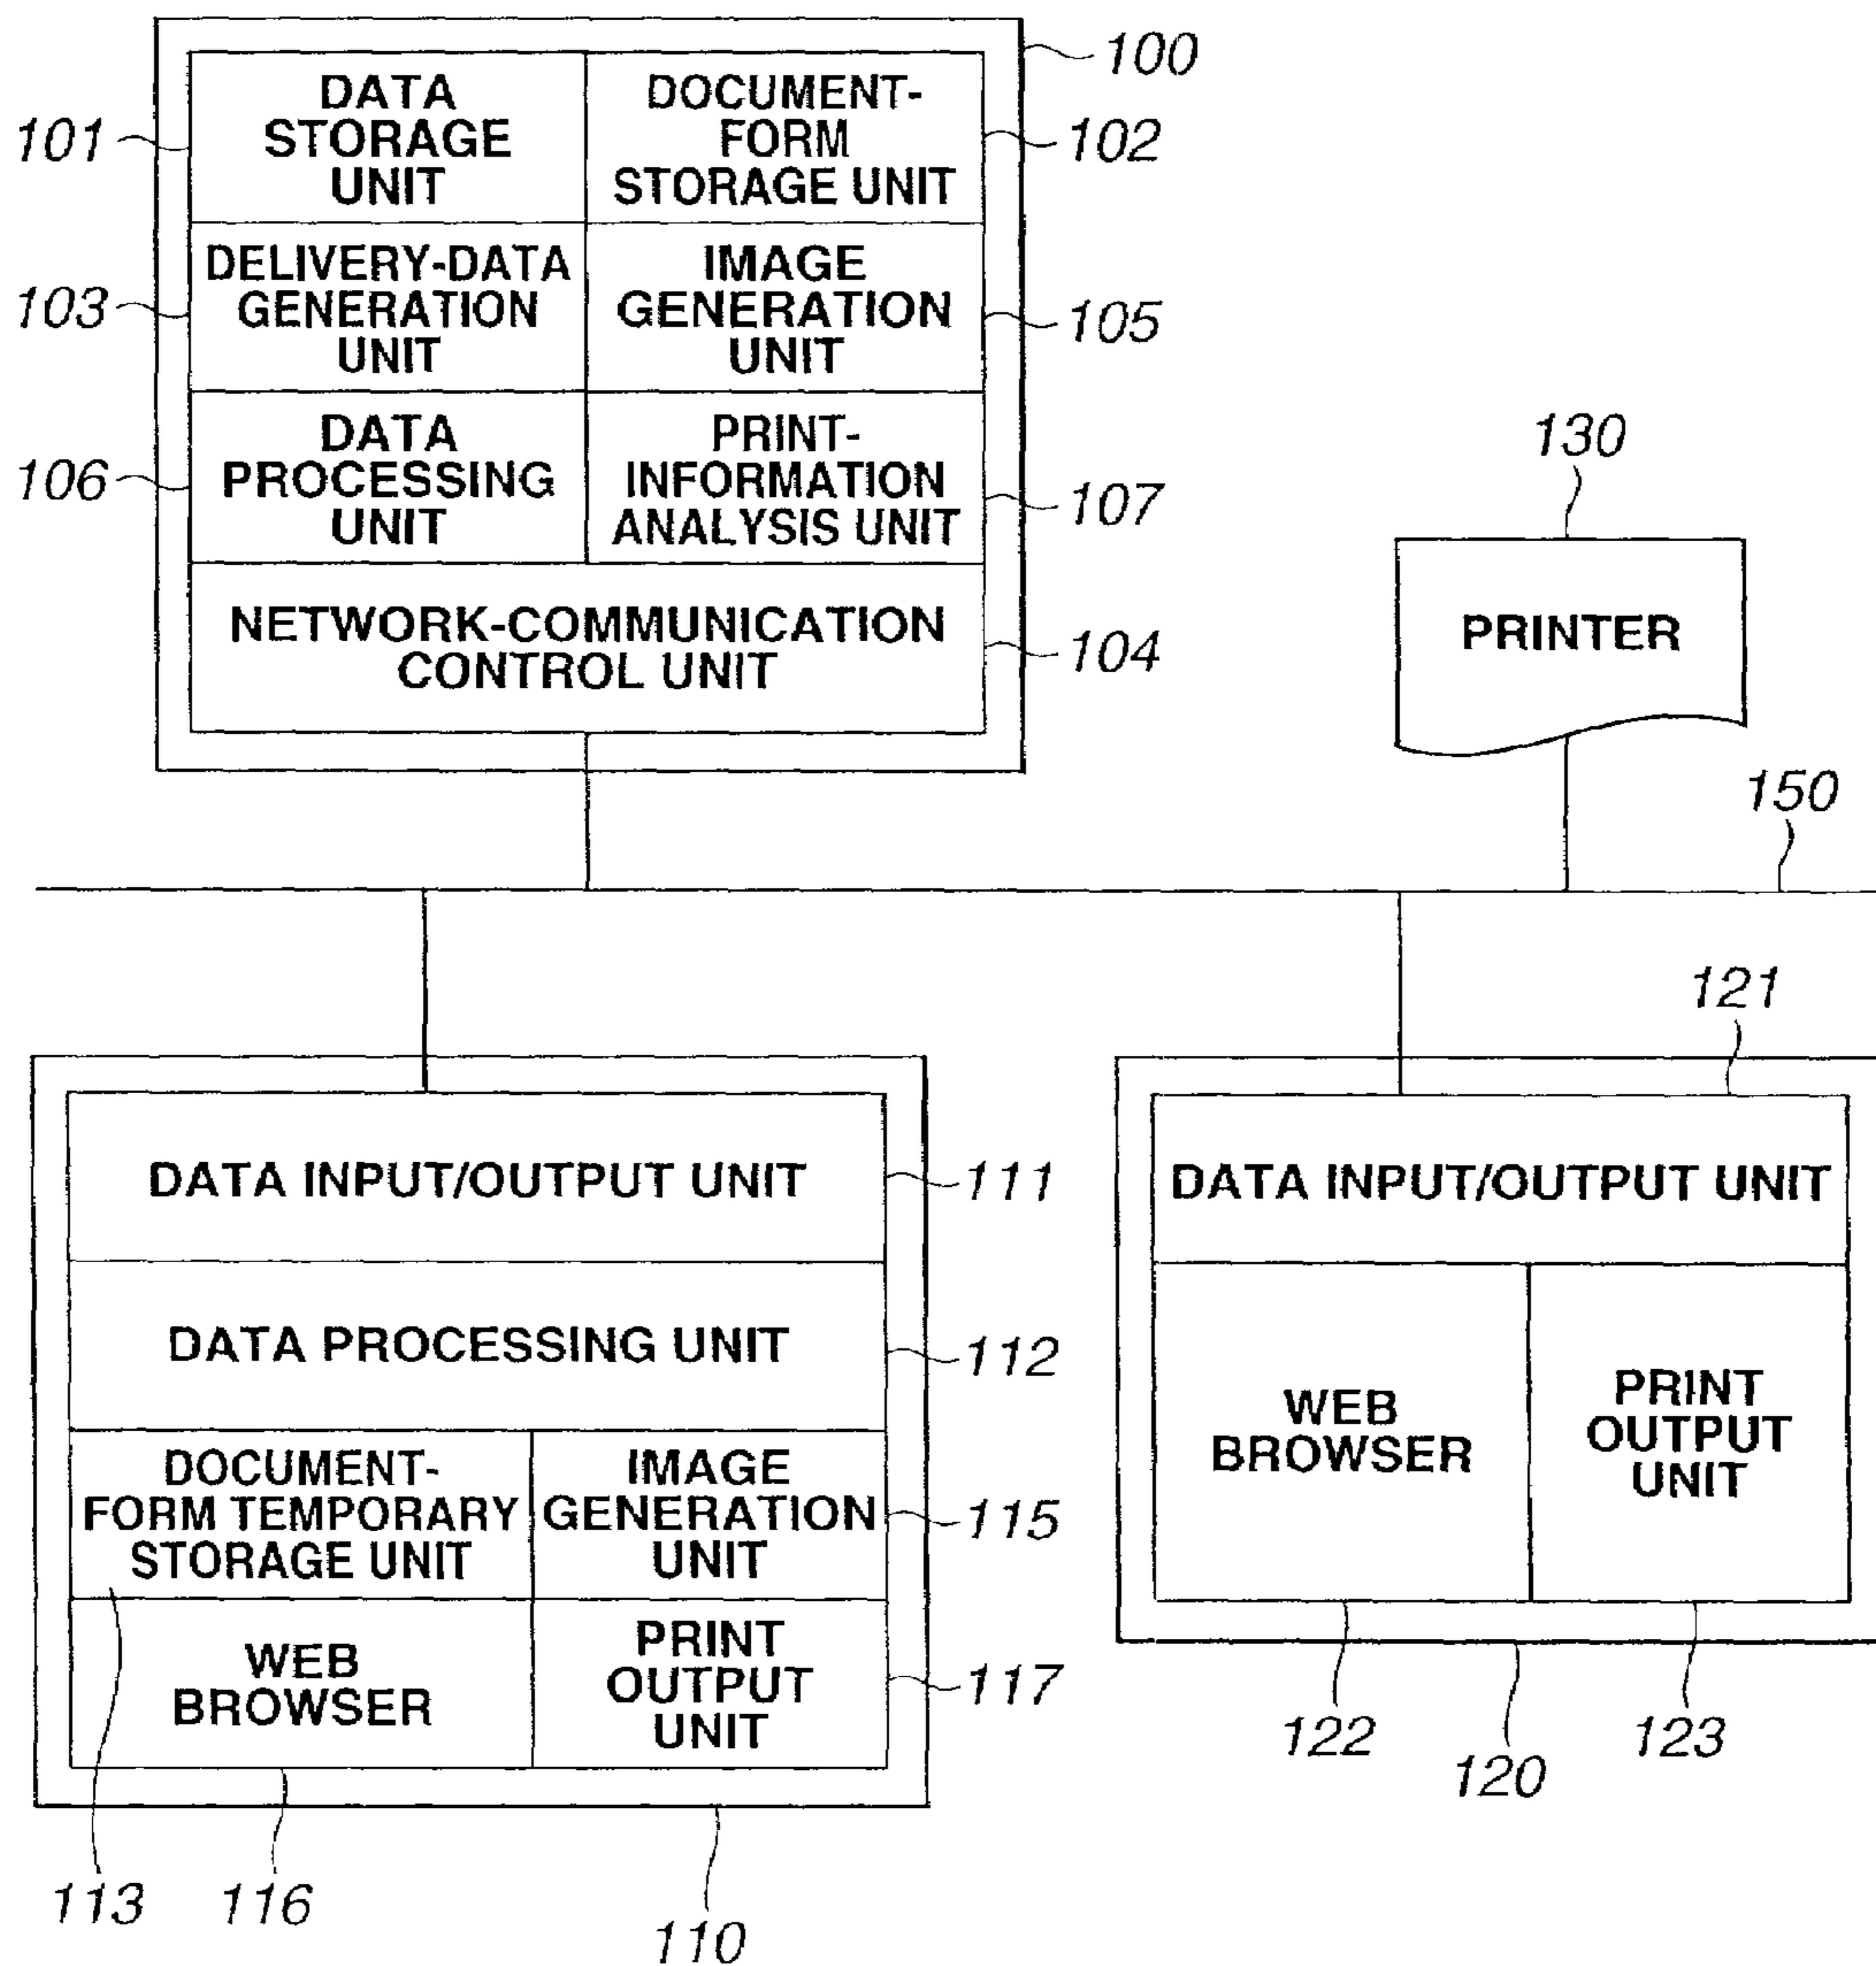 100
101
DATA
STORAGE
UNIT
DOCUMENT-
FORM
STORAGE UNIT
102
103
DELIVERY-DATA
GENERATION
UNIT
IMAGE
GENERATION
UNIT
105
106
DATA
PROCESSING
UNIT
PRINT-
INFORMATION
ANALYSIS UNIT
107
NETWORK-COMMUNICATION
CONTROL UNIT
104
130
PRINTER
150
DATA INPUT/OUTPUT UNIT
111
DATA PROCESSING UNIT
112
DOCUMENT-
FORM TEMPORARY
STORAGE UNIT
IMAGE
GENERATION
UNIT
115
WEB
BROWSER
PRINT
OUTPUT
UNIT
117
113
116
110
121
DATA INPUT/OUTPUT UNIT
WEB
BROWSER
PRINT
OUTPUT
UNIT
122
120
123